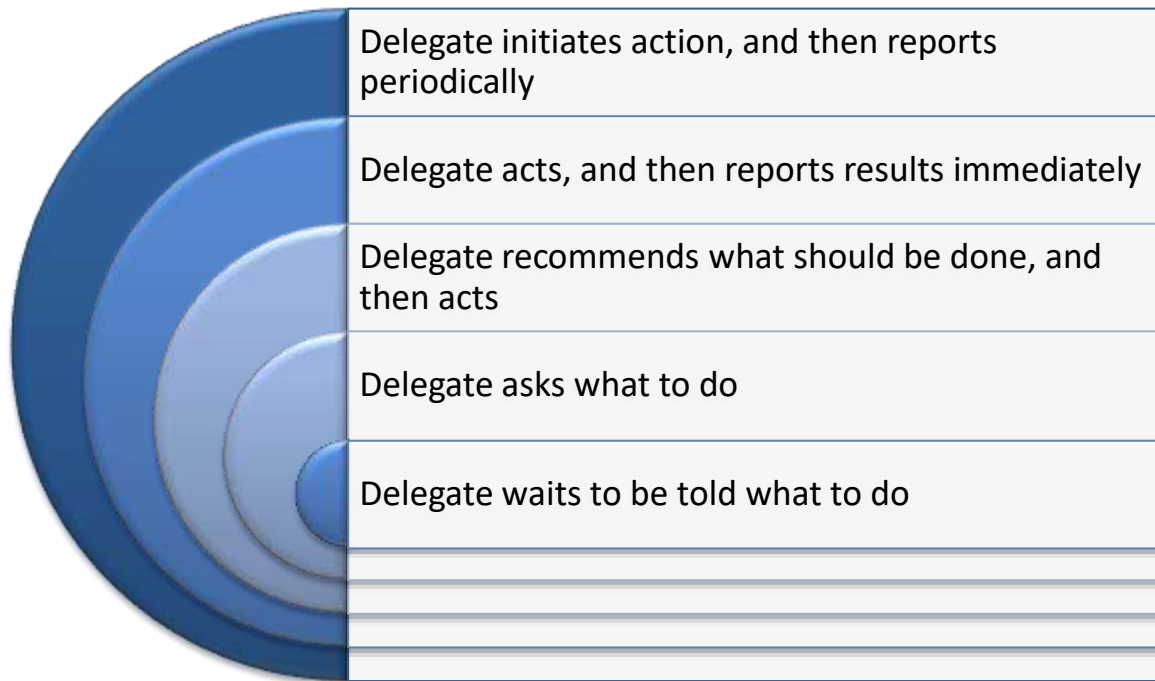 Delegate initiates action, and then reports
periodically
Delegate acts, and then reports results immediately
Delegate recommends what should be done, and
then acts
Delegate asks what to do
Delegate waits to be told what to do